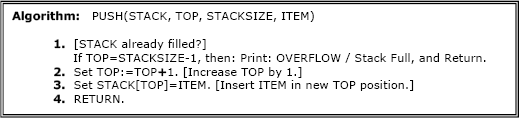 Algorithm: PUSH(STACK, TOP, STACKSIZE, ITEM)
1. [STACK already filled?]
If TOP=STACKSIZE-1, then: Print: OVERFLOW / Stack Full, and Return.
2. Set TOP:=TOP+1. [Increase TOP by 1.]
3. Set STACK[TOP]=ITEM. [Insert ITEM in new TOP position.]
4. RETURN.